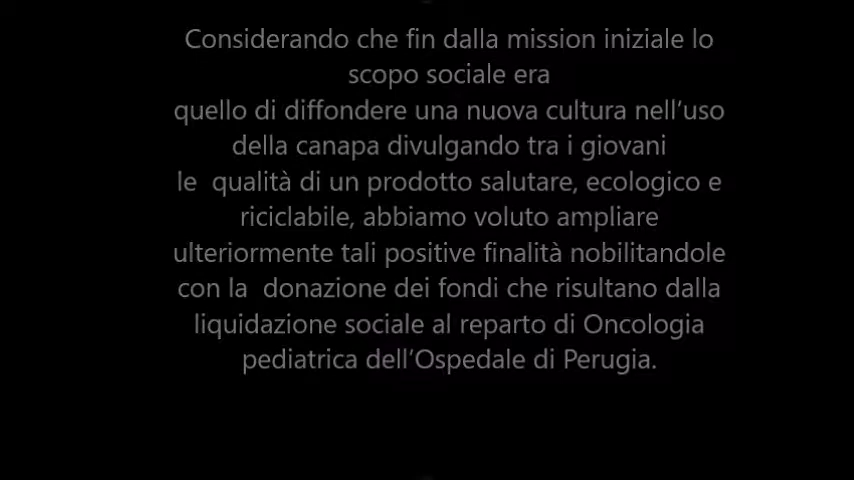 Considerando che fin dalla mission iniziale lo
scopo sociale era
quello di diffondere una nuova cultura nell’uso
della canapa divulgando tra i giovani
le  qualità di un prodotto salutare, ecologico e
riciclabile, abbiamo voluto ampliare
ulteriormente tali positive finalità nobilitandole
con la  donazione dei fondi che risultano dalla
liquidazione sociale al reparto di Oncologia
pediatrica dell’Ospedale di Perugia.